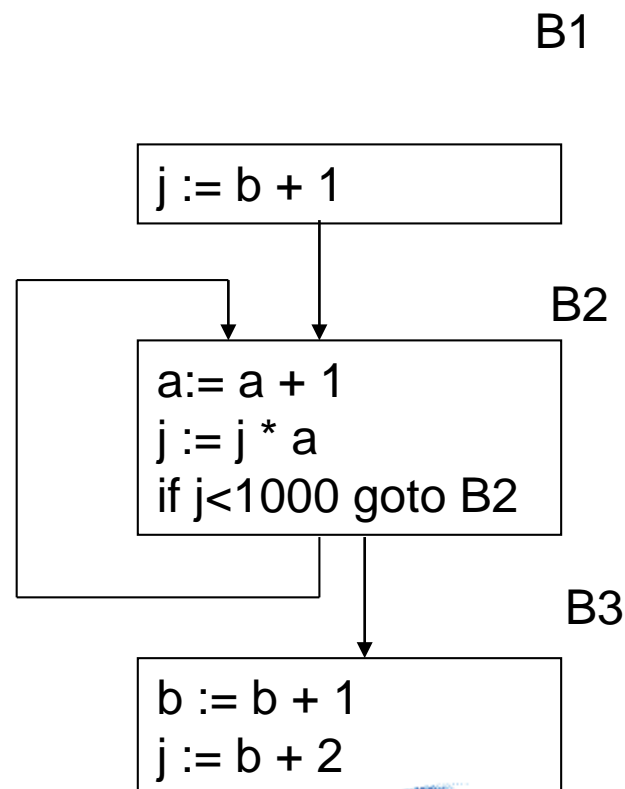 B1
j := b + 1
B2
a:= a + 1
j := j * a
if j<1000 goto B2
B3
b := b + 1
j := b + 2